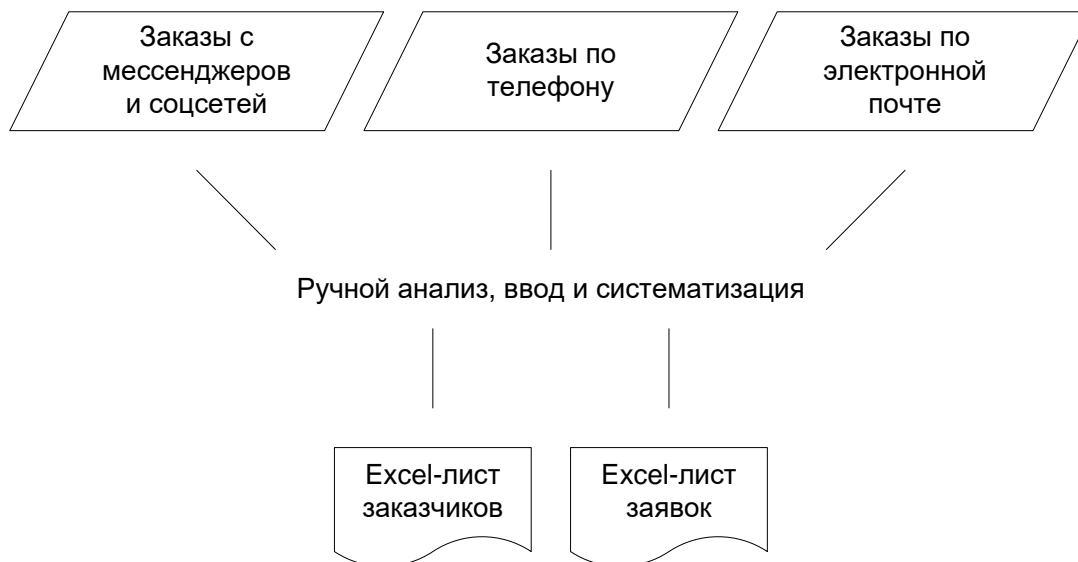 Заказы с
мессенджеров
и соцсетей
Заказы по
телефону
Заказы по
электронной
почте
Ручной анализ, ввод и систематизация
Excel-лист
заказчиков
Excel-лист
заявок